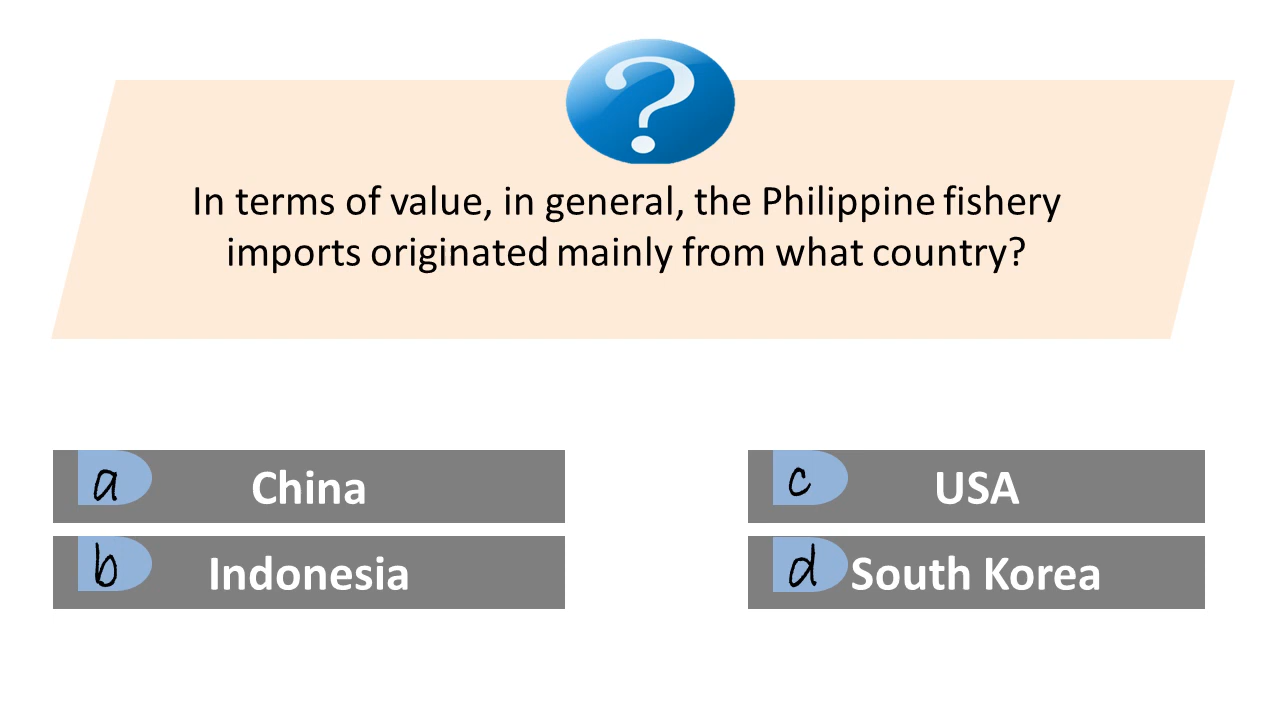 ?
In terms of value, in general, the Philippine fishery
imports originated mainly from what country?
a China
b Indonesia
c USA
d South Korea